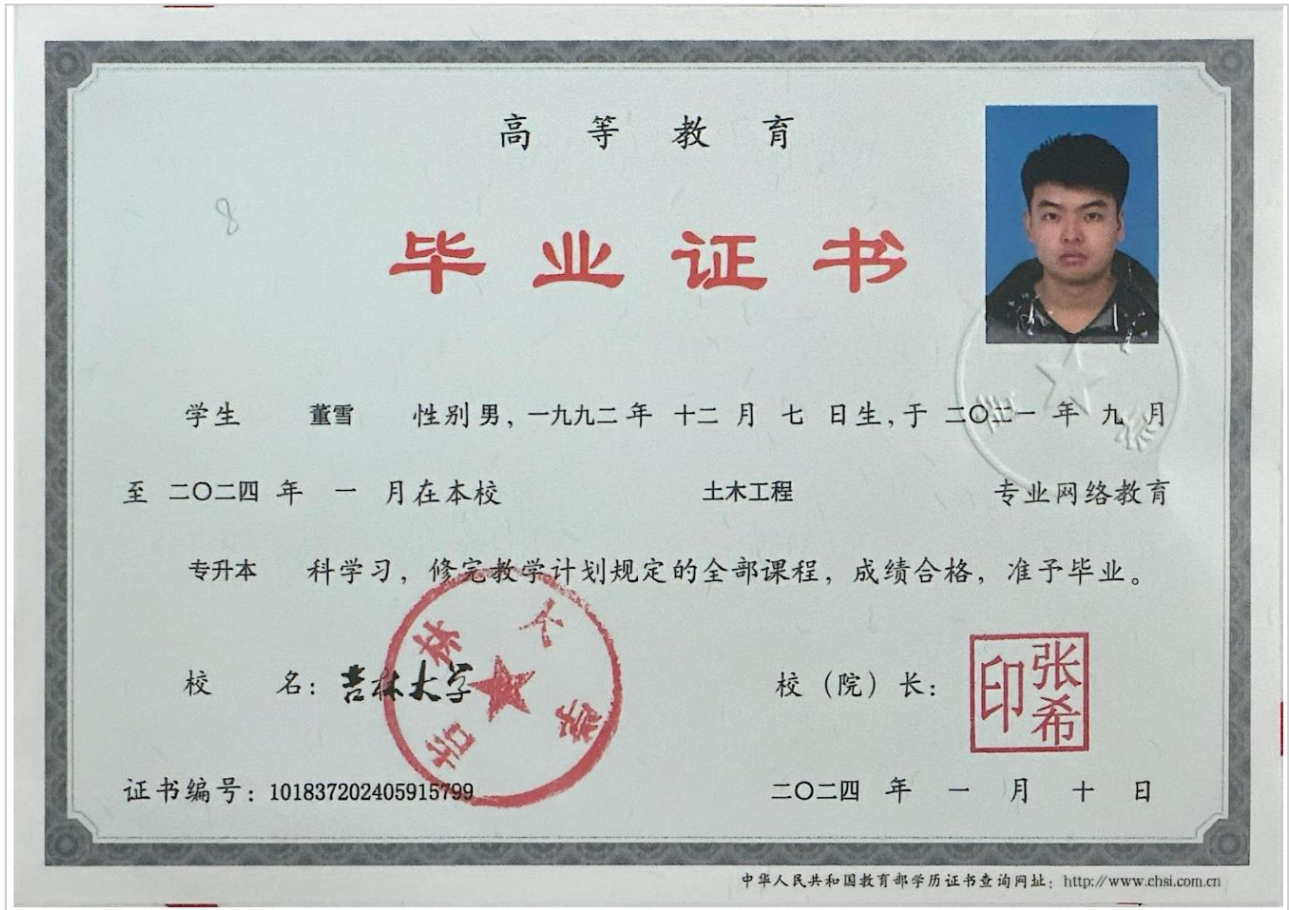 高等教育
8
毕业证书
学生 董雪 性别男，一九九二年 十二月 七 日生，于 二〇二一 年 九 月
至 二〇二四 年 一 月在本校 土木工程 专业网络教育
专升本 科学习，修完教学计划规定的全部课程，成绩合格，准予毕业。
校 名：吉林大学
吉林大学
校（院）长：
张希印
证书编号：101837202405915799
二〇二四 年 一 月 十 日
中华人民共和国教育部学历证书查询网址：http://www.chsi.com.cn